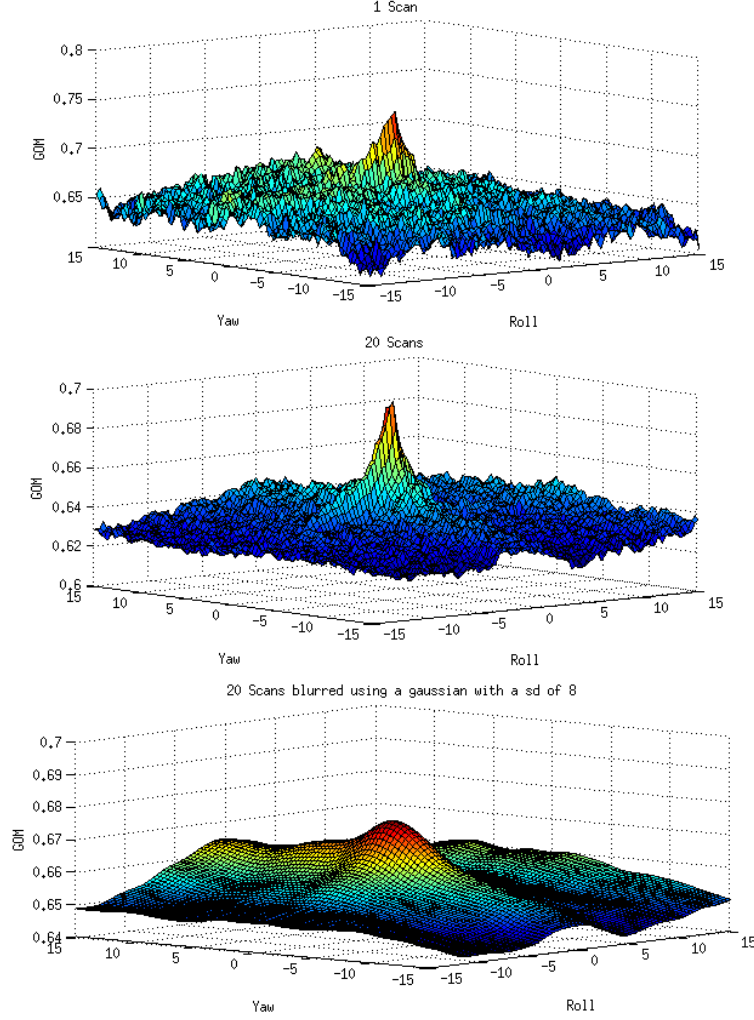 1 Scan
0.8
0.75
0.7
0.65
GOM
15 10 5 0 -5 -10 -15
-15 -10 -5 0 5 10 15
Yaw Roll
20 Scans
0.7
0.68
0.66
0.64
0.62
0.6
GOM
15 10 5 0 -5 -10 -15
-15 -10 -5 0 5 10 15
Yaw Roll
20 Scans blurred using a gaussian with a sd of 8
0.7
0.69
0.68
0.67
0.66
0.65
0.64
GOM
15 10 5 0 -5 -10 -15
-15 -10 -5 0 5 10 15
Yaw Roll